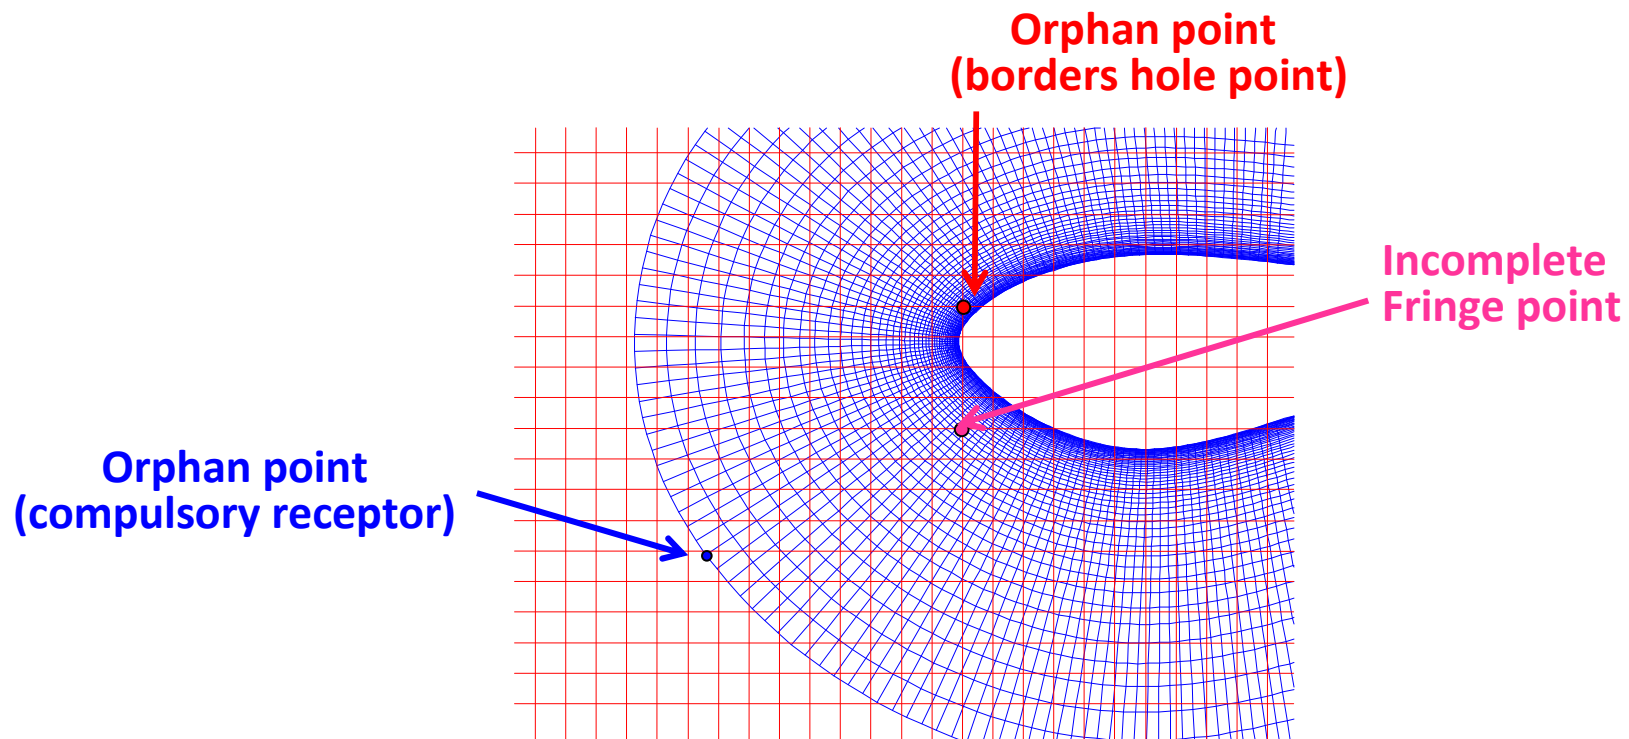 Orphan point
(borders hole point)
Incomplete
Fringe point
Orphan point
(compulsory receptor)